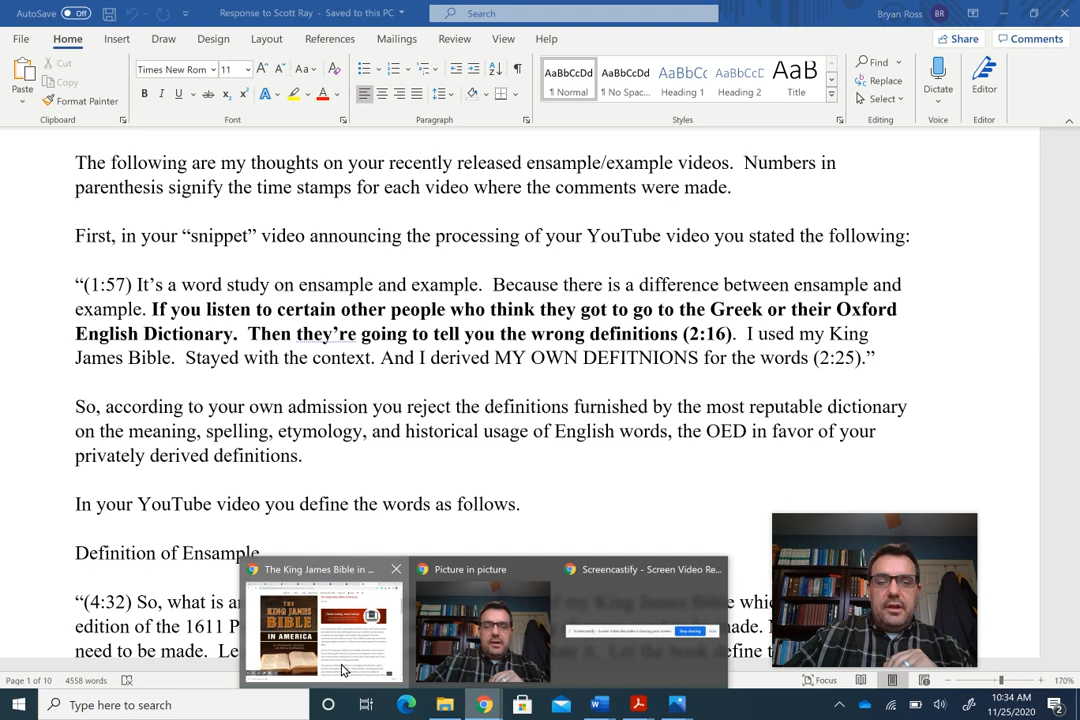 AutoSave Off Response to Scott Ray - Saved to this PC Search Bryan Ross BR
File Home Insert Draw Design Layout References Mailings Review View Help Share Comments
Paste Cut Copy Format Painter Clipboard
Times New Rom 11 Aa Font
Paragraph
AaBbCcDd AaBbCcDd AaBbCc AaBbCcD AaB
¶ Normal ¶ No Spac... Heading 1 Heading 2 Title
Styles
Find Replace Select Editing
Dictate Voice
Editor Editor
The following are my thoughts on your recently released ensample/example videos. Numbers in
parenthesis signify the time stamps for each video where the comments were made.
First, in your “snippet” video announcing the processing of your YouTube video you stated the following:
“(1:57) It’s a word study on ensample and example. Because there is a difference between ensample and
example. If you listen to certain other people who think they got to go to the Greek or their Oxford
English Dictionary. Then they’re going to tell you the wrong definitions (2:16). I used my King
James Bible. Stayed with the context. And I derived MY OWN DEFITNIONS for the words (2:25).”
So, according to your own admission you reject the definitions furnished by the most reputable dictionary
on the meaning, spelling, etymology, and historical usage of English words, the OED in favor of your
privately derived definitions.
In your YouTube video you define the words as follows.
Definition of Ensample
The King James Bible in ... Picture in picture Screencastify - Screen Video Re...
THE KING JAMES BIBLE IN AMERICA
“(4:32) So, what is an
edition of the 1611 P
need to be made. Le
Page 1 of 10 4558 words Focus 170%
Type here to search 10:34 AM
11/25/2020 2